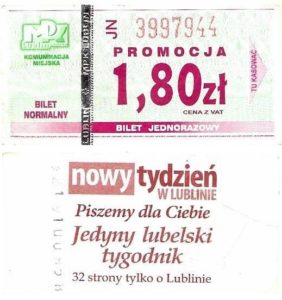 JN 3997944
MPK
KOMUNIKACJA
MIEJSKA
PROMOCJA
1,80zł
CENA Z VAT
BILET
NORMALNY
BILET JEDNORAZOWY
TU KASOWAĆ
nowy tydzień
W LUBLINIE
Piszemy dla Ciebie
Jedyny lubelski
tygodnik
32 strony tylko o Lublinie